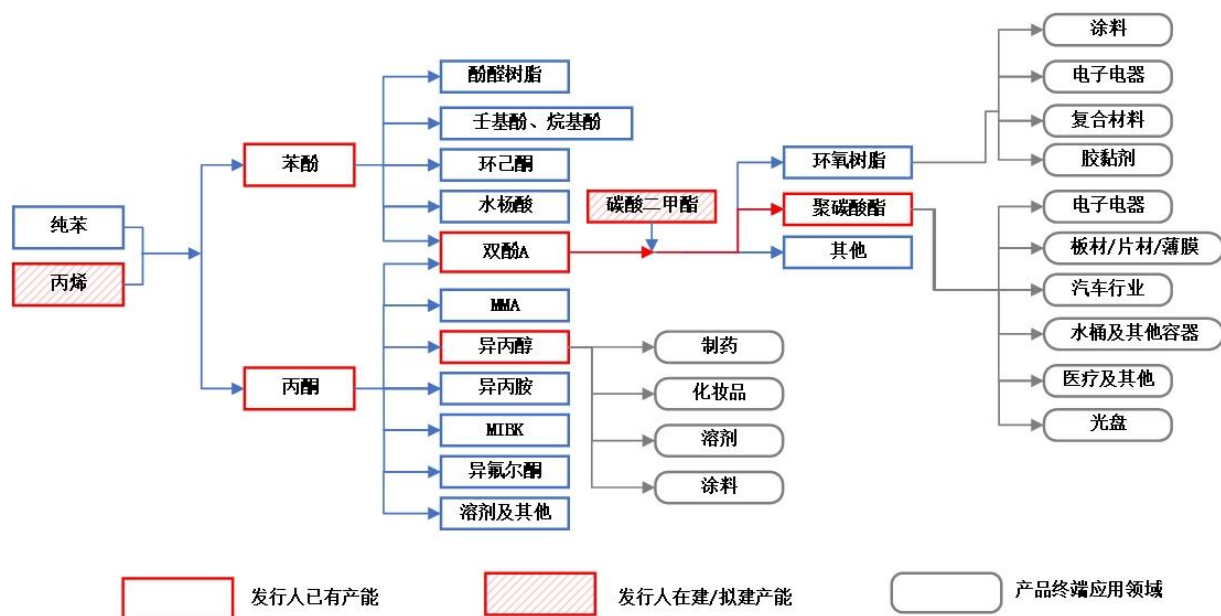 纯苯
丙烯
苯酚
丙酮
酚醛树脂
壬基酚、烷基酚
环己酮
水杨酸
双酚A
MMA
异丙醇
异丙胺
MIBK
异氟尔酮
溶剂及其他
碳酸二甲酯
制药
化妆品
溶剂
涂料
环氧树脂
聚碳酸酯
其他
涂料
电子电器
复合材料
胶黏剂
电子电器
板材/片材/薄膜
汽车行业
水桶及其他容器
医疗及其他
光盘
发行人已有产能
发行人在建/拟建产能
产品终端应用领域